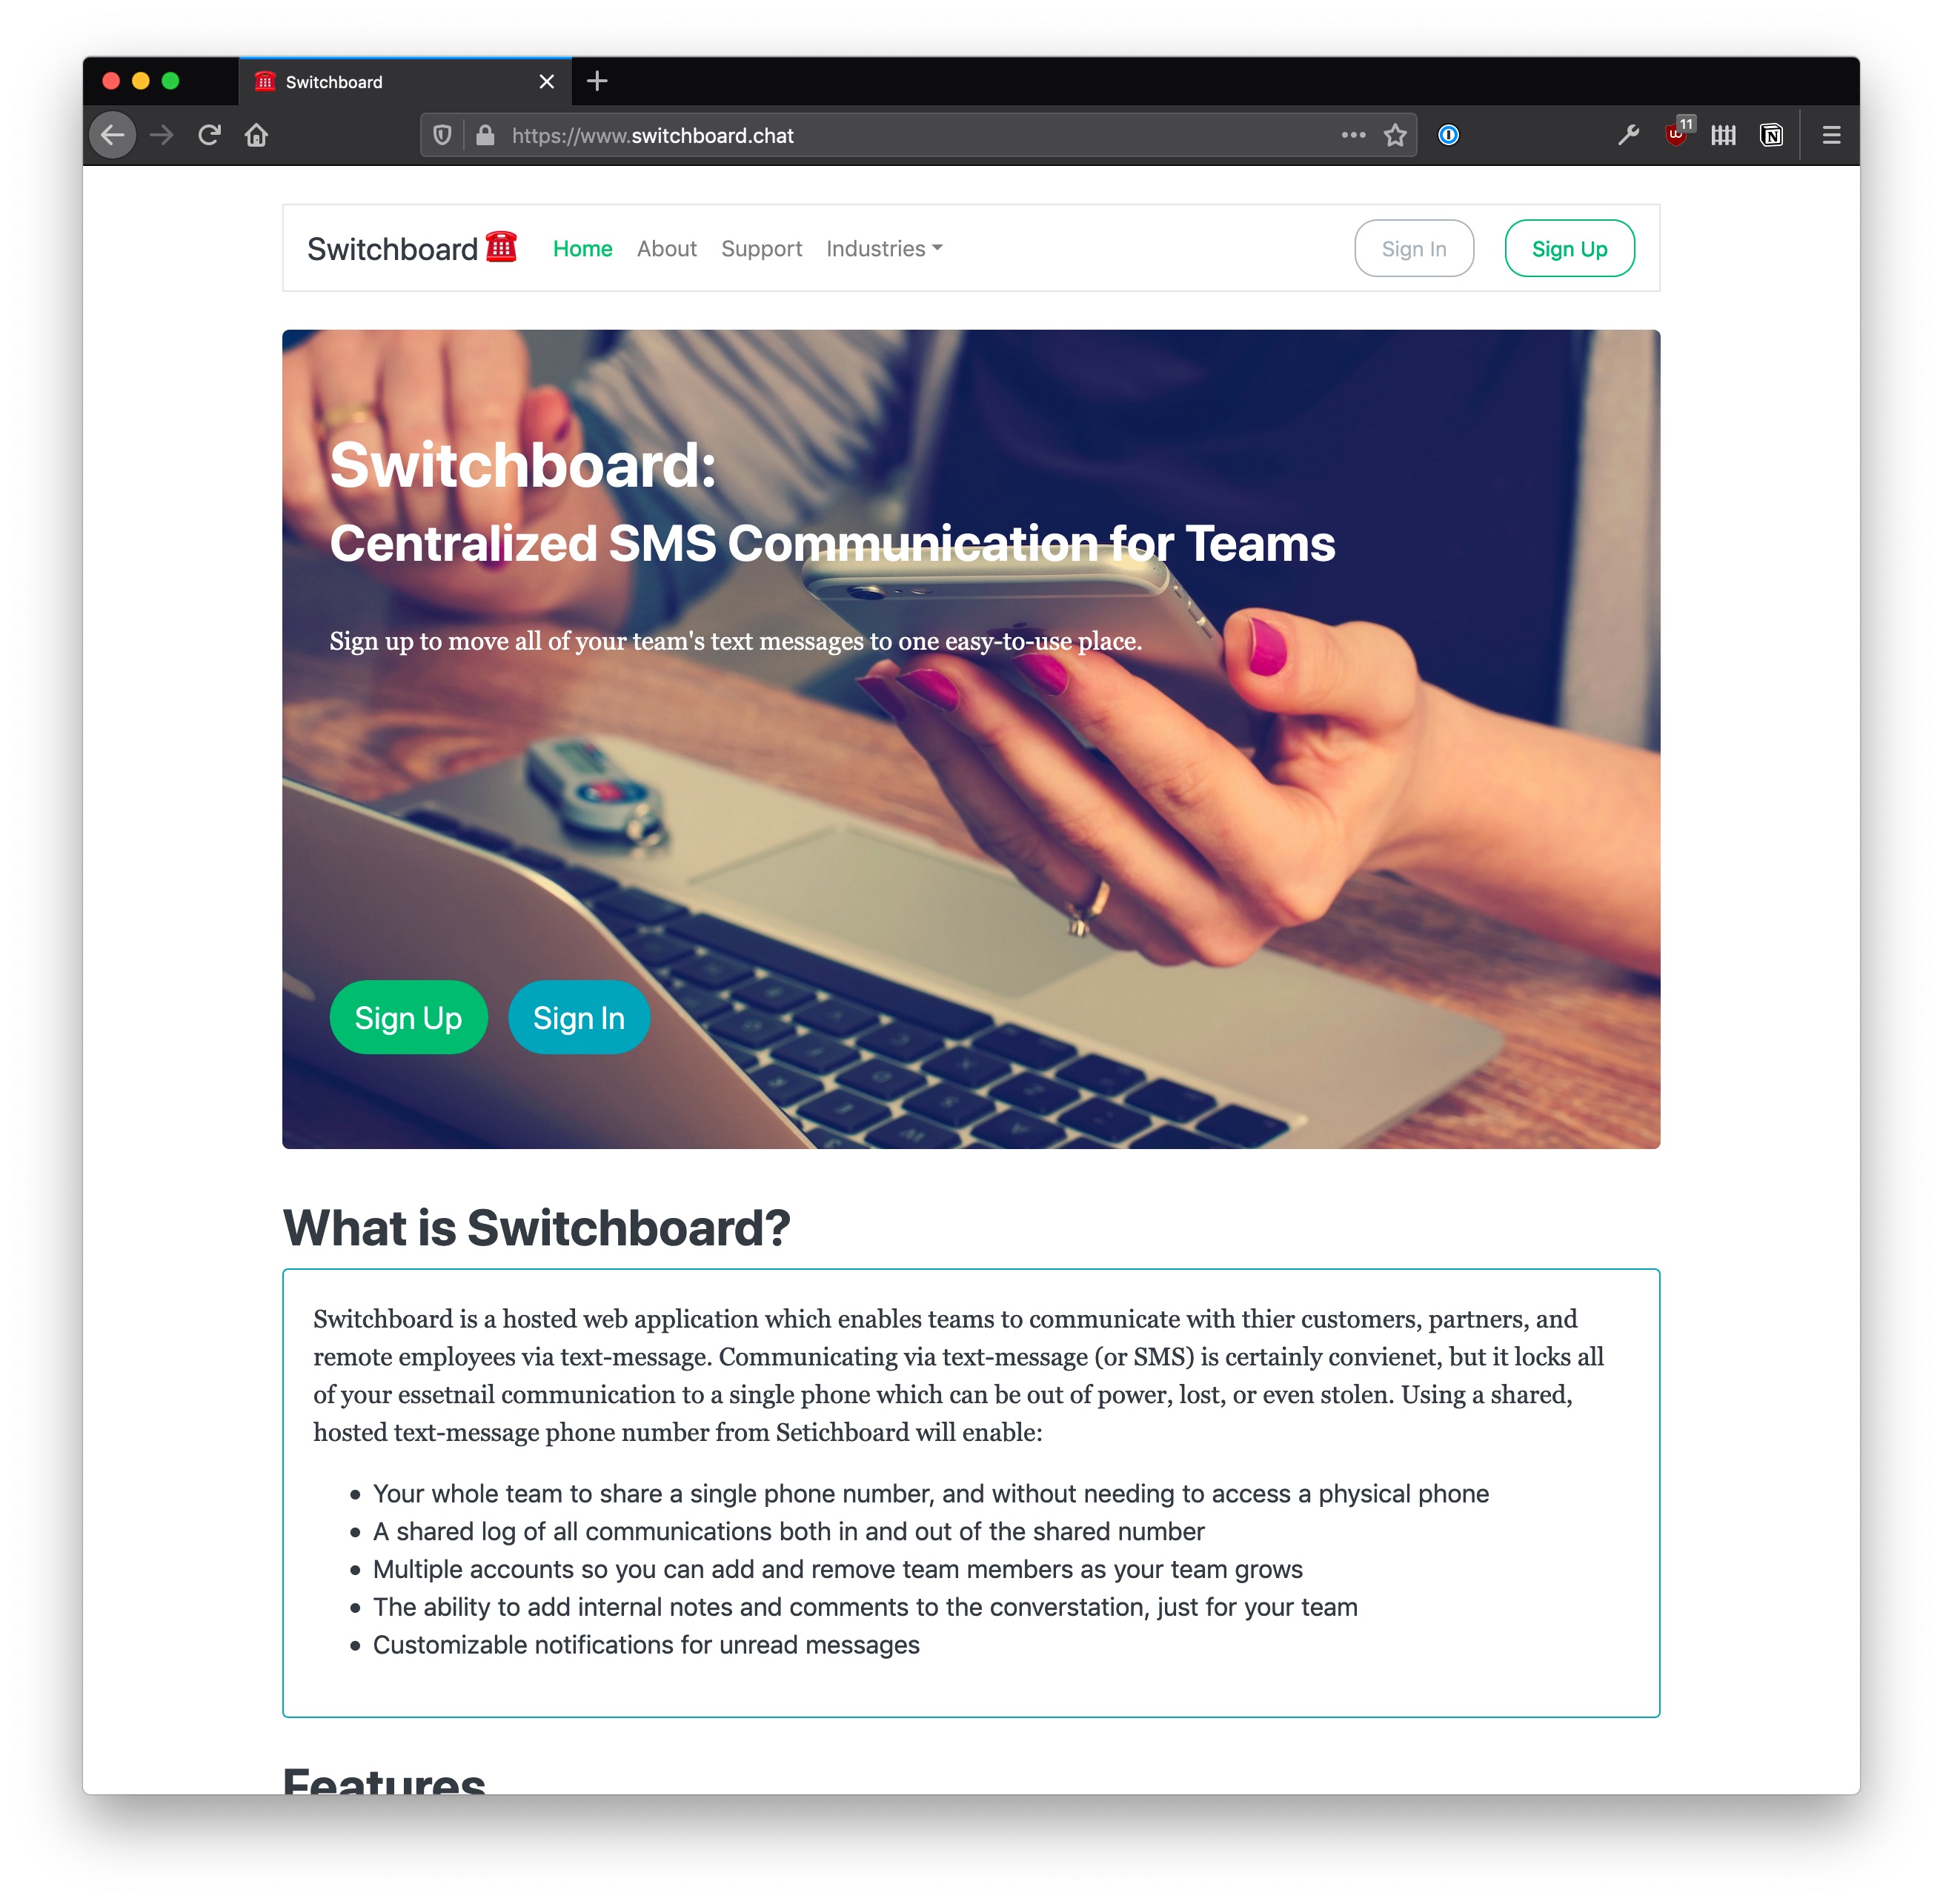 Switchboard
https://www.switchboard.chat
11
Switchboard Home About Support Industries Sign In Sign Up
Switchboard:
Centralized SMS Communication for Teams
Sign up to move all of your team's text messages to one easy-to-use place.
Sign Up Sign In
What is Switchboard?
Switchboard is a hosted web application which enables teams to communicate with thier customers, partners, and
remote employees via text-message. Communicating via text-message (or SMS) is certainly convienet, but it locks all
of your essetnail communication to a single phone which can be out of power, lost, or even stolen. Using a shared,
hosted text-message phone number from Setichboard will enable:
• Your whole team to share a single phone number, and without needing to access a physical phone
• A shared log of all communications both in and out of the shared number
• Multiple accounts so you can add and remove team members as your team grows
• The ability to add internal notes and comments to the converstation, just for your team
• Customizable notifications for unread messages
Features